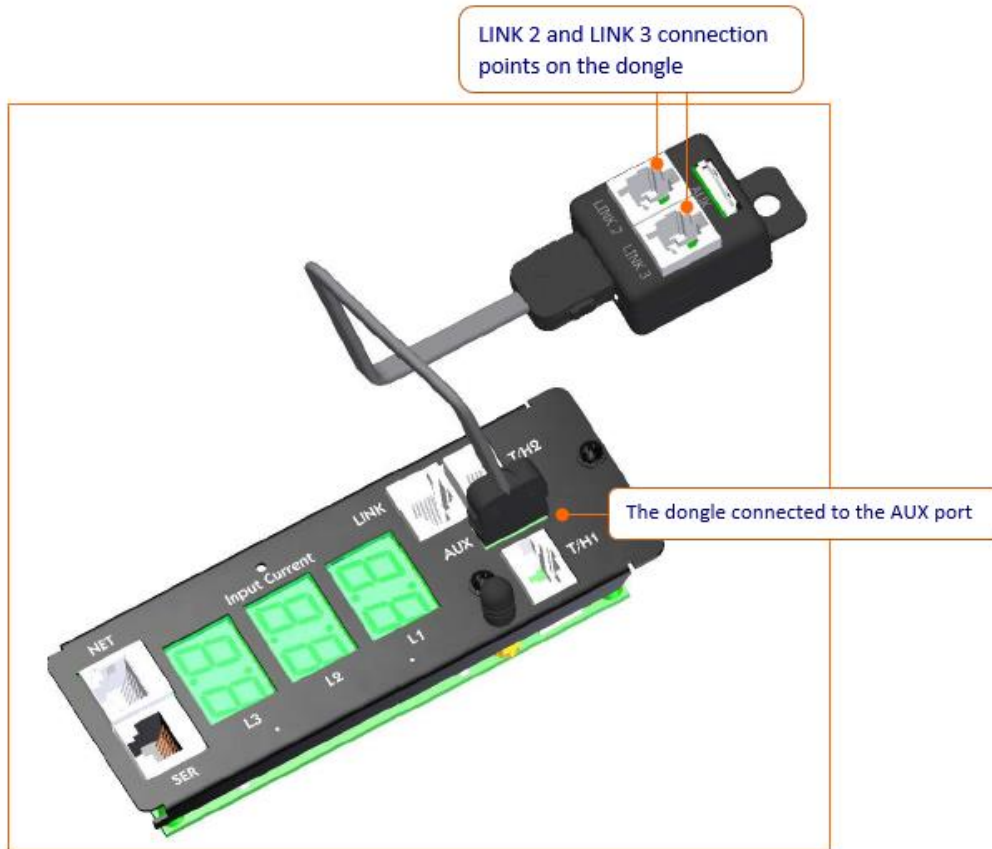 LINK 2 and LINK 3 connection
points on the dongle
AUX
LINK 2
LINK 3
T/H2
LINK
The dongle connected to the AUX port
AUX
T/H1
Input Current
NET
L1
L2
L3
SER